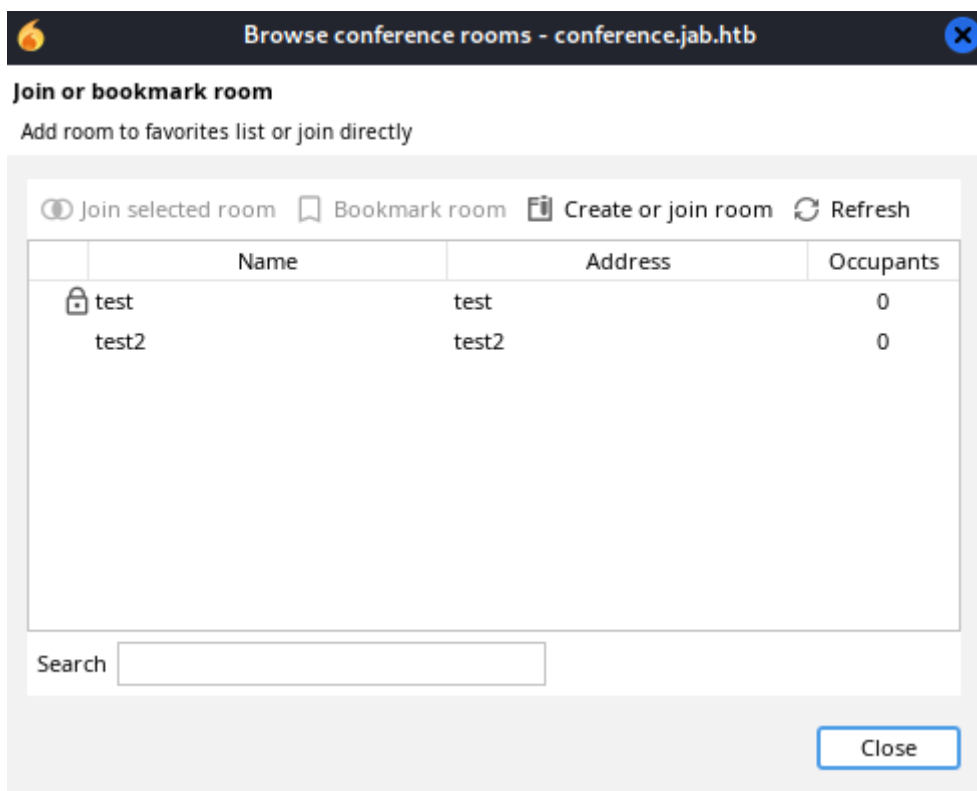 Browse conference rooms - conference.jab.htb
Join or bookmark room
Add room to favorites list or join directly
Join selected room Bookmark room Create or join room Refresh
Name Address Occupants
test test 0
test2 test2 0
Search
Close